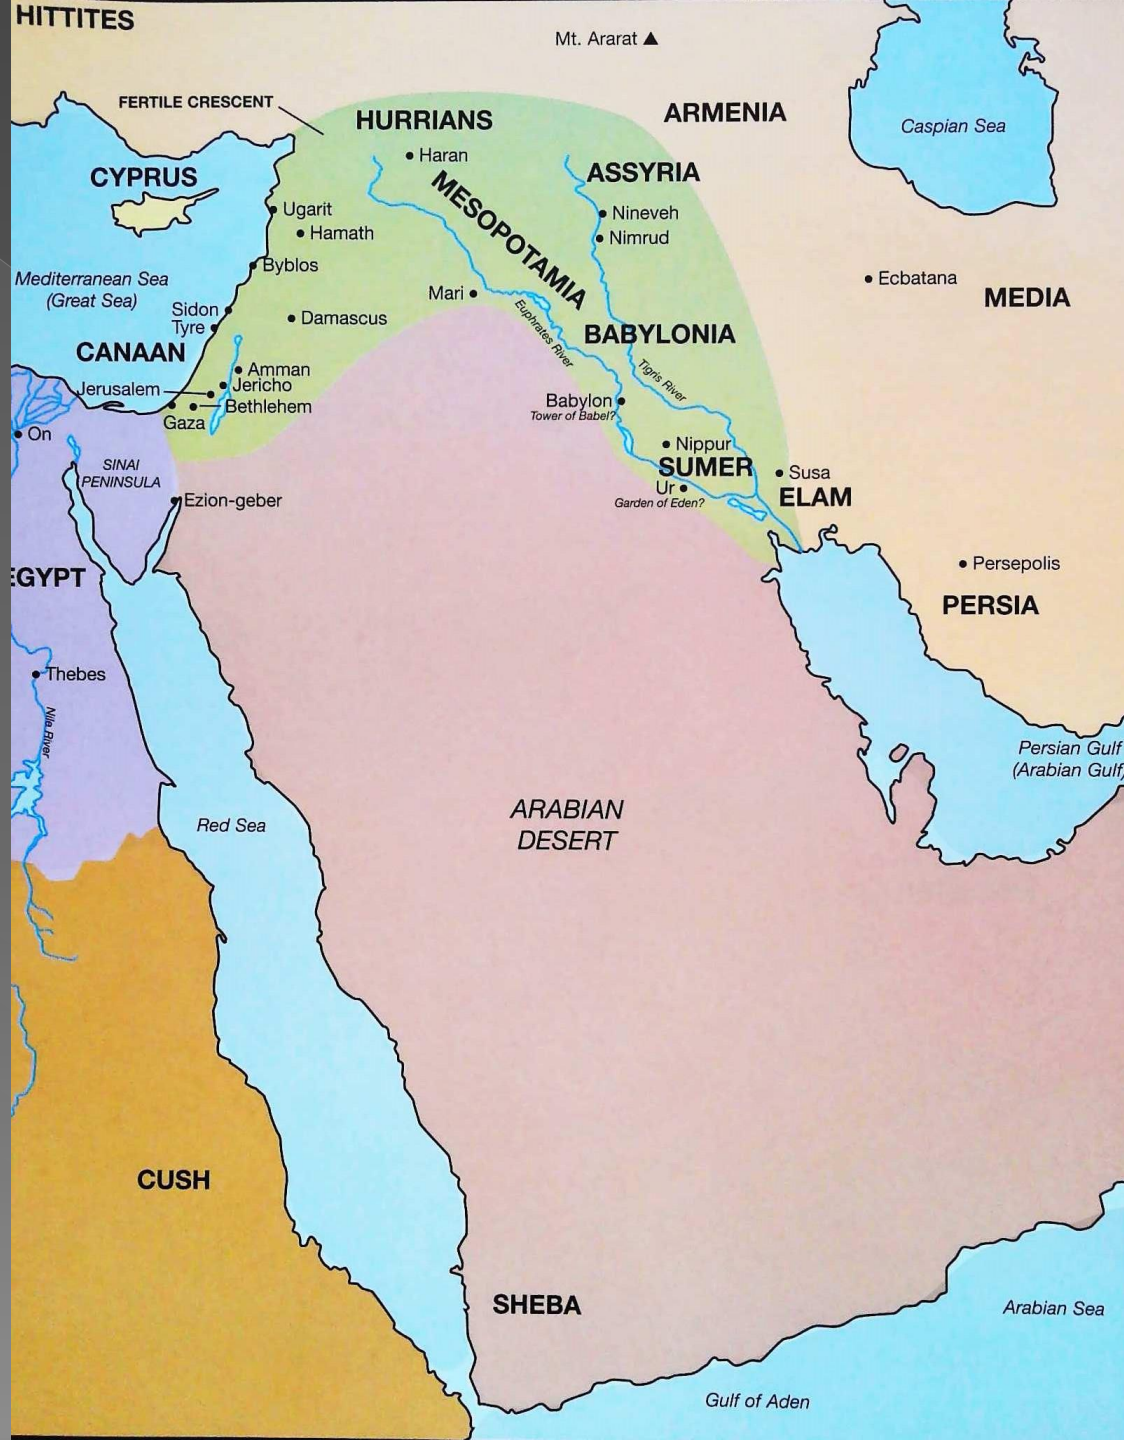 HITTITES
Mt. Ararat
FERTILE CRESCENT
HURRIANS
ARMENIA
Caspian Sea
Haran
CYPRUS
ASSYRIA
MESOPOTAMIA
Ugarit
Nineveh
Hamath
Nimrud
Byblos
Mediterranean Sea
(Great Sea)
Ecbatana
Mari
MEDIA
Sidon
Tyre
Damascus
Euphrates River
BABYLONIA
CANAAN
Amman
Tigris River
Jericho
Jerusalem
Babylon
Tower of Babel?
Bethlehem
Gaza
On
Nippur
SINAI
PENINSULA
SUMER
Susa
Ur
Garden of Eden?
ELAM
Ezion-geber
EGYPT
Persepolis
PERSIA
Thebes
Nile River
Persian Gulf
(Arabian Gulf)
ARABIAN
DESERT
Red Sea
CUSH
SHEBA
Arabian Sea
Gulf of Aden